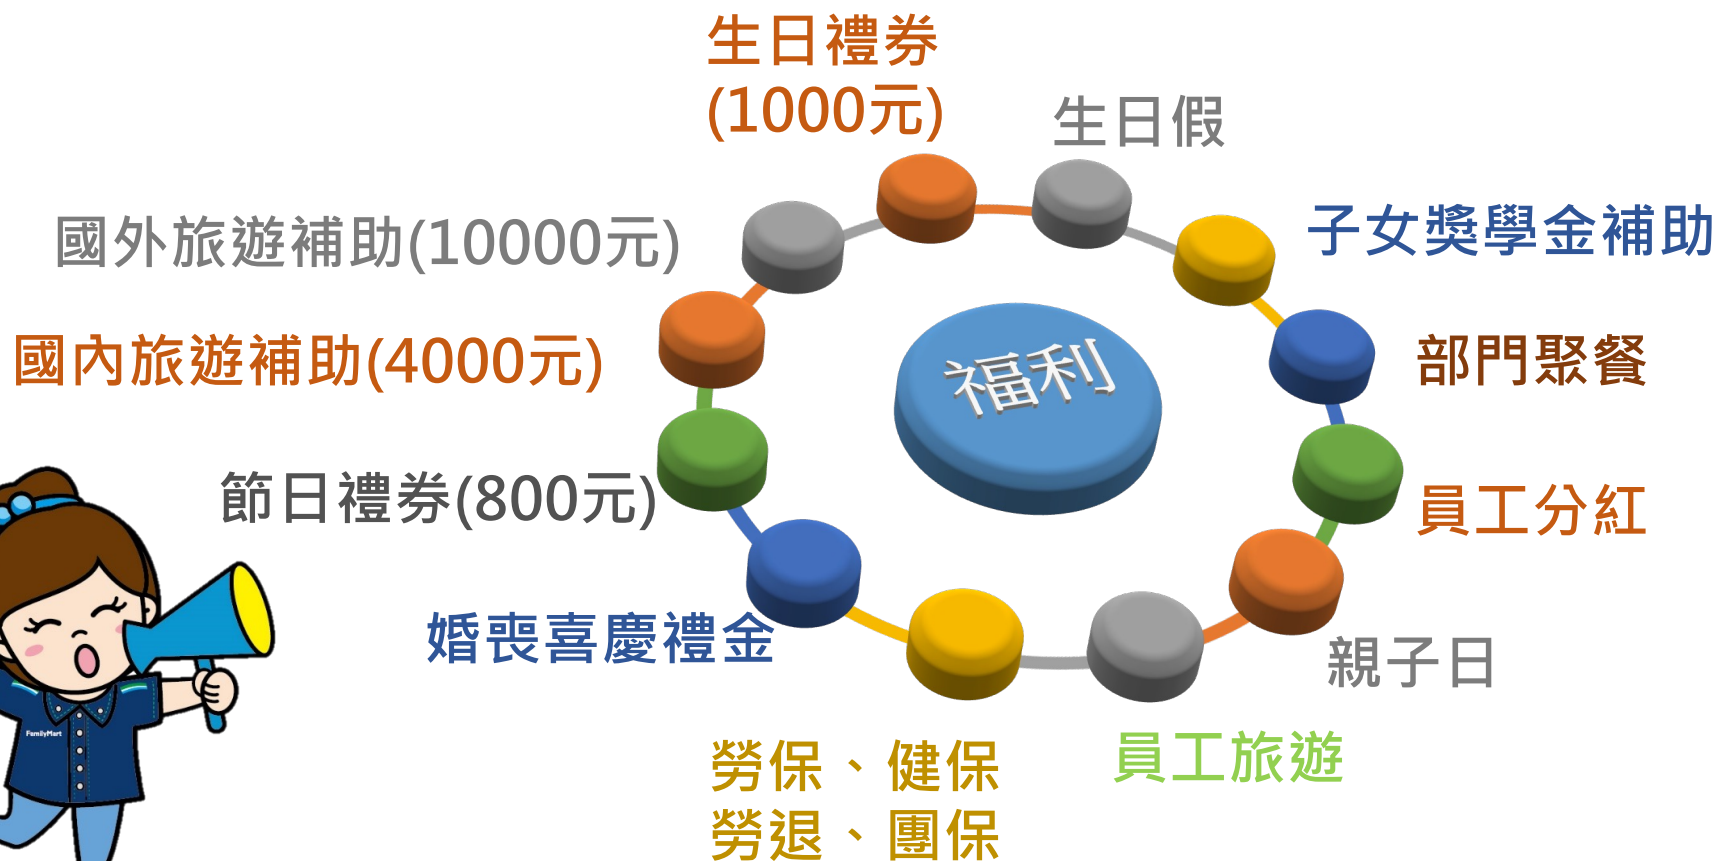 生日禮券
(1000元)
生日假
子女獎學金補助
國外旅遊補助(10000元)
國內旅遊補助(4000元)
福利
部門聚餐
節日禮券(800元)
員工分紅
婚喪喜慶禮金
親子日
FamilyMart
員工旅遊
勞保、健保
勞退、團保